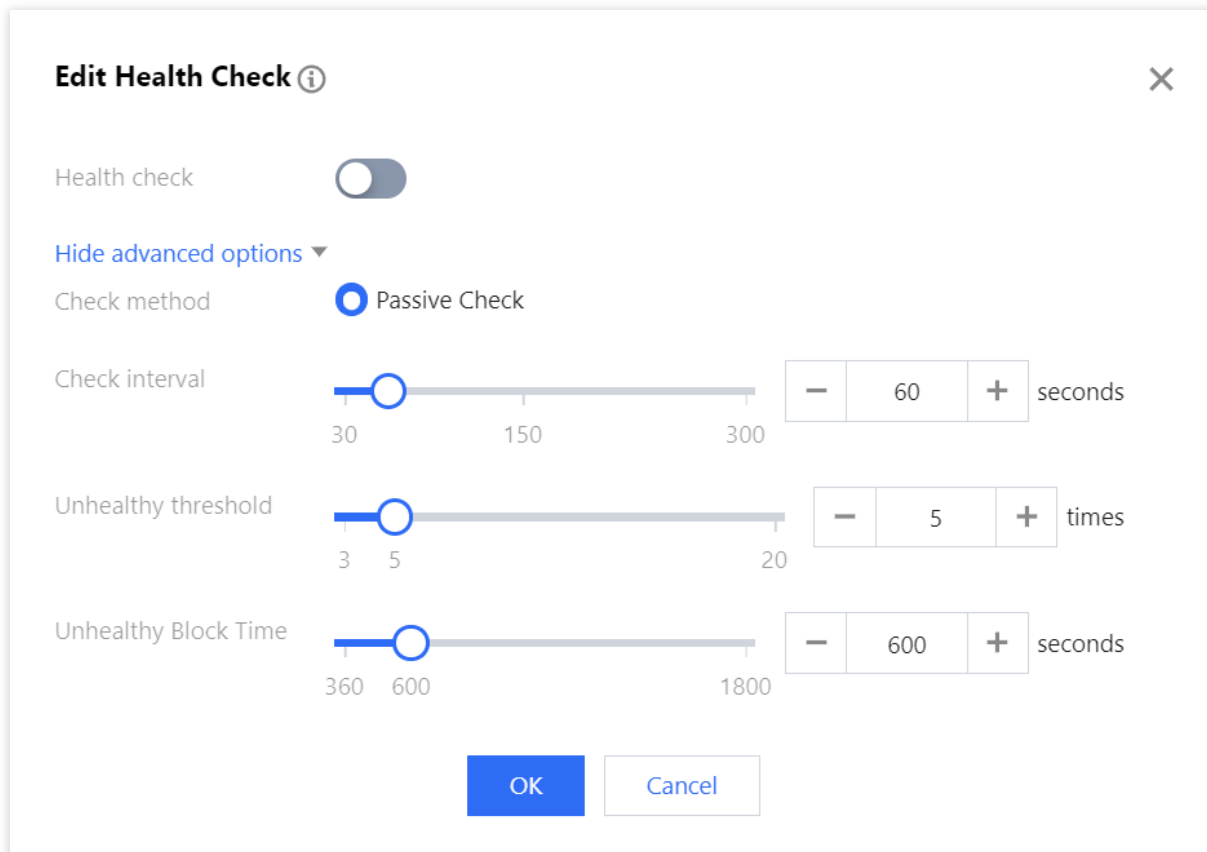 Edit Health Check
Health check
Hide advanced options
Check method Passive Check
Check interval 60 seconds
30 150 300
Unhealthy threshold 5 times
3 5 20
Unhealthy Block Time 600 seconds
360 600 1800
OK Cancel